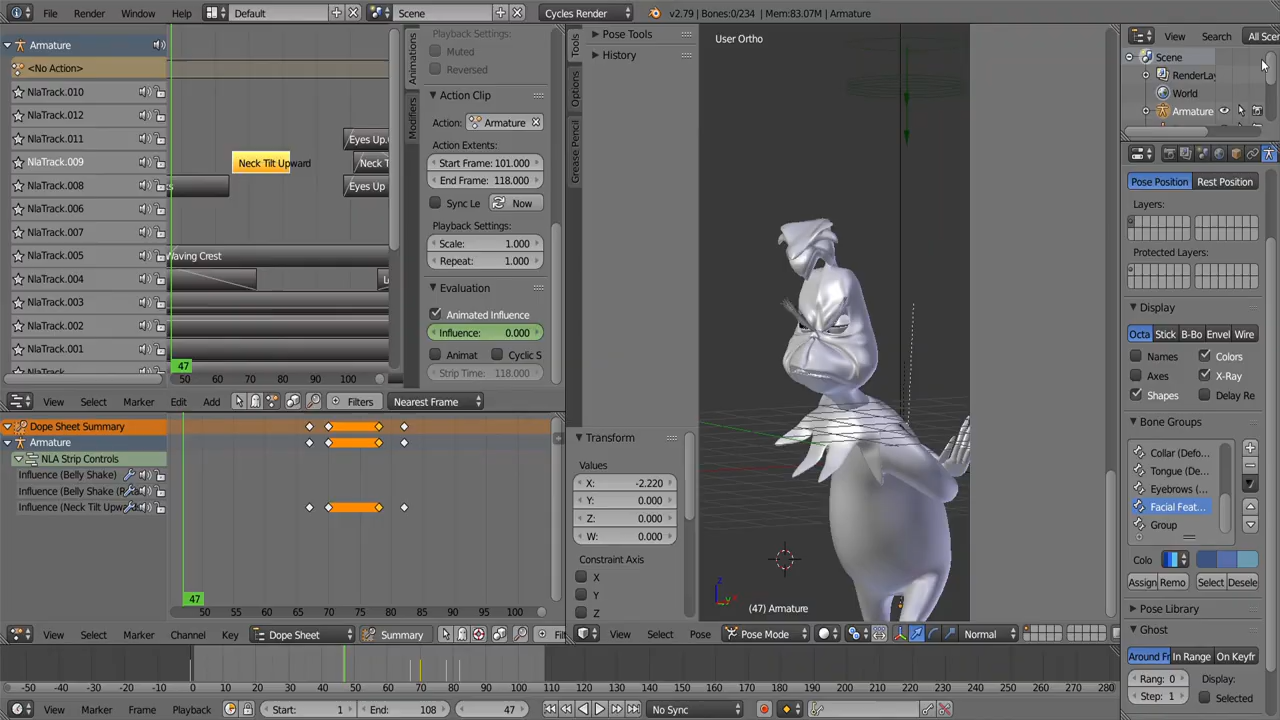 File Render Window Help Default Scene Cycles Render v2.79 | Bones:0/234 | Mem:83.07M | Armature
Armature
<No Action>
NlaTrack.010
NlaTrack.012
NlaTrack.011
NlaTrack.009
NlaTrack.008
NlaTrack.006
NlaTrack.007
NlaTrack.005
NlaTrack.004
NlaTrack.003
NlaTrack.002
NlaTrack.001
Eyes Up.
Neck Tilt Upward
Neck T
Eyes Up
Waving Crest
47
50 60 70 80 90 100
View Select Marker Edit Add Filters Nearest Frame
Animations
Modifiers
Playback Settings:
Muted
Reversed
Action Clip
Action: Armature
Action Extents:
Start Frame: 101.000
End Frame: 118.000
Sync Le Now
Playback Settings:
Scale: 1.000
Repeat: 1.000
Evaluation
Animated Influence
Influence: 0.000
Animat Cyclic S
Strip Time: 118.000
Dope Sheet Summary
Armature
NLA Strip Controls
Influence (Belly Shake)
Influence (Belly Shake (R
Influence (Neck Tilt Upwa
47
50 55 60 65 70 75 80 85 90 95 100
View Select Marker Channel Key Dope Sheet Summary Fil
Tools
Options
Grease Pencil
Pose Tools
History
Transform
Values
X: -2.220
Y: 0.000
Z: 0.000
W: 0.000
Constraint Axis
X
Y
Z
User Ortho
(47) Armature
View Select Pose Pose Mode Normal
View Search All Sce
Scene
RenderLay
World
Armature
Pose Position Rest Position
Layers:
Protected Layers:
Display
Octa Stick B-Bo Envel Wire
Names Colors
Axes X-Ray
Shapes Delay Re
Bone Groups
Collar (Defo...
Tongue (De...
Eyebrows (...
Facial Feat...
Group
Colo
Assign Remo Select Desele
Pose Library
Ghost
Around Fr In Range On Keyfr
Rang: 0 Display:
Step: 1 Selected
-50 -40 -30 -20 -10 0 10 20 30 40 50 60 70 80 90 100 110 120 130 140 150 160 170 180 190 200 210 220 230 240 250 260 270 280
View Marker Frame Playback Start: 1 End: 108 47 No Sync